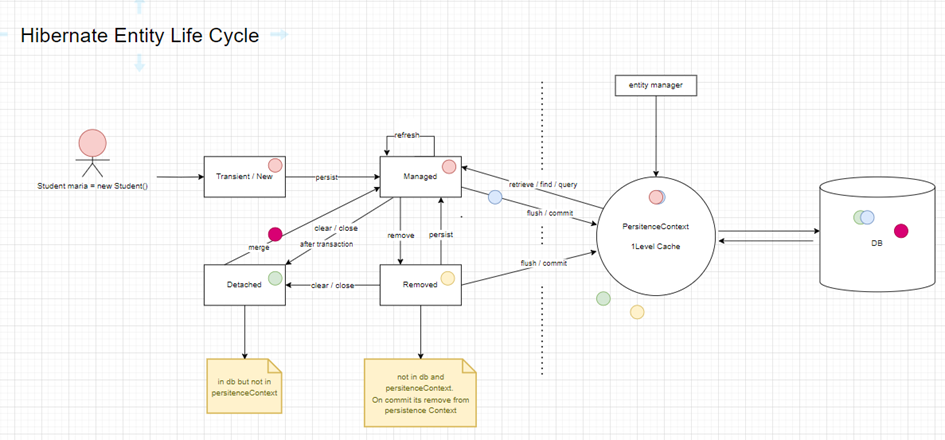 Hibernate Entity Life Cycle
entity manager
refresh
Student maria = new Student()
Transient / New
persist
Managed
retrieve / find / query
flush / commit
PersitenceContext
1Level Cache
DB
clear / close
after transaction
remove
persist
merge
flush / commit
Detached
clear / close
Removed
in db but not in
persitenceContext
not in db and
persitenceContext.
On commit its remove from
persistence Context